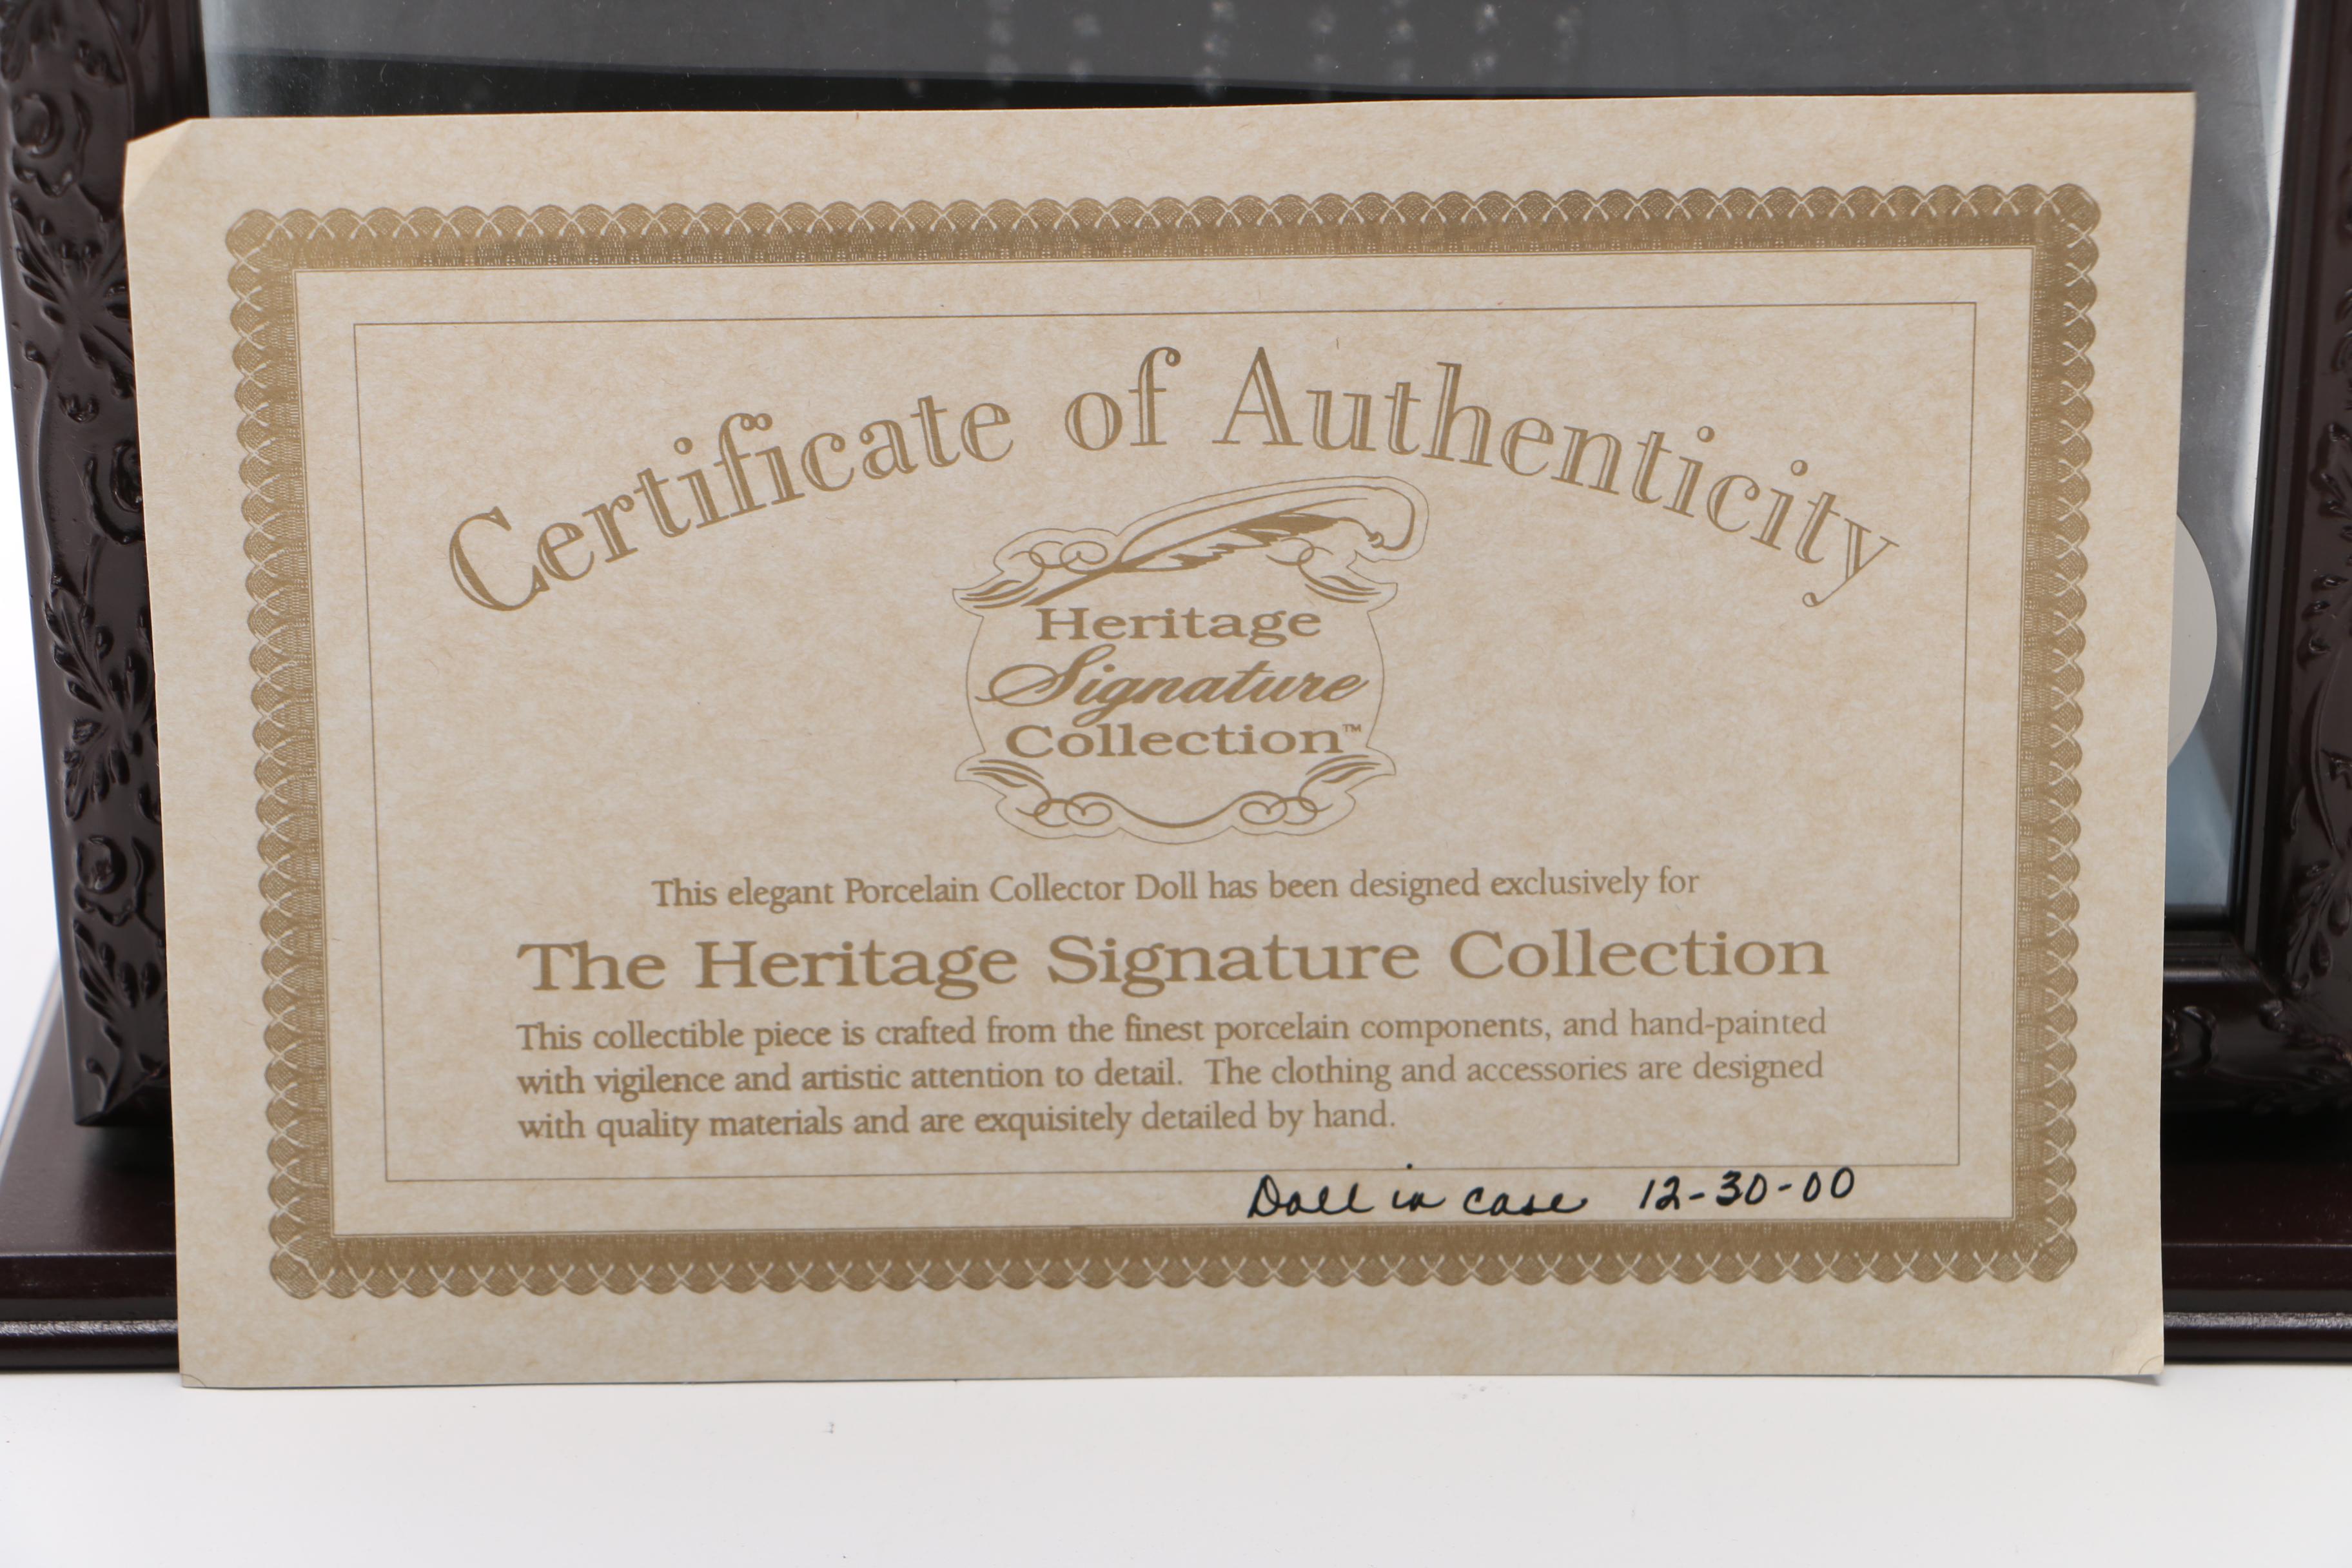 Certificate of Authenticity
Heritage
Signature
Collection™
This elegant Porcelain Collector Doll has been designed exclusively for
The Heritage Signature Collection
This collectible piece is crafted from the finest porcelain components, and hand-painted
with vigilence and artistic attention to detail. The clothing and accessories are designed
with quality materials and are exquisitely detailed by hand.
Doll in case 12-30-00